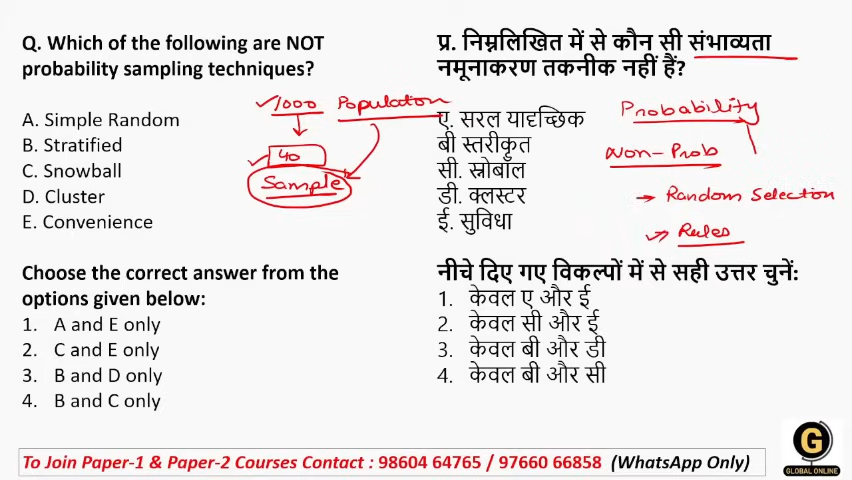 Q. Which of the following are NOT
probability sampling techniques?
A. Simple Random
B. Stratified
C. Snowball
D. Cluster
E. Convenience
Choose the correct answer from the
options given below:
1. A and E only
2. C and E only
3. B and D only
4. B and C only
1000 Population
40
Sample
प्र. निम्नलिखित में से कौन सी संभाव्यता
नमूनाकरण तकनीक नहीं हैं?
ए. सरल यादृच्छिक
बी स्तरीकृत
सी. स्नोबॉल
डी. क्लस्टर
ई. सुविधा
नीचे दिए गए विकल्पों में से सही उत्तर चुनें:
1. केवल ए और ई
2. केवल सी और ई
3. केवल बी और डी
4. केवल बी और सी
Probability
Non-Prob
Random Selection
Rules
To Join Paper-1 & Paper-2 Courses Contact : 98604 64765 / 97660 66858 (WhatsApp Only)
G
GLOBAL ONLINE